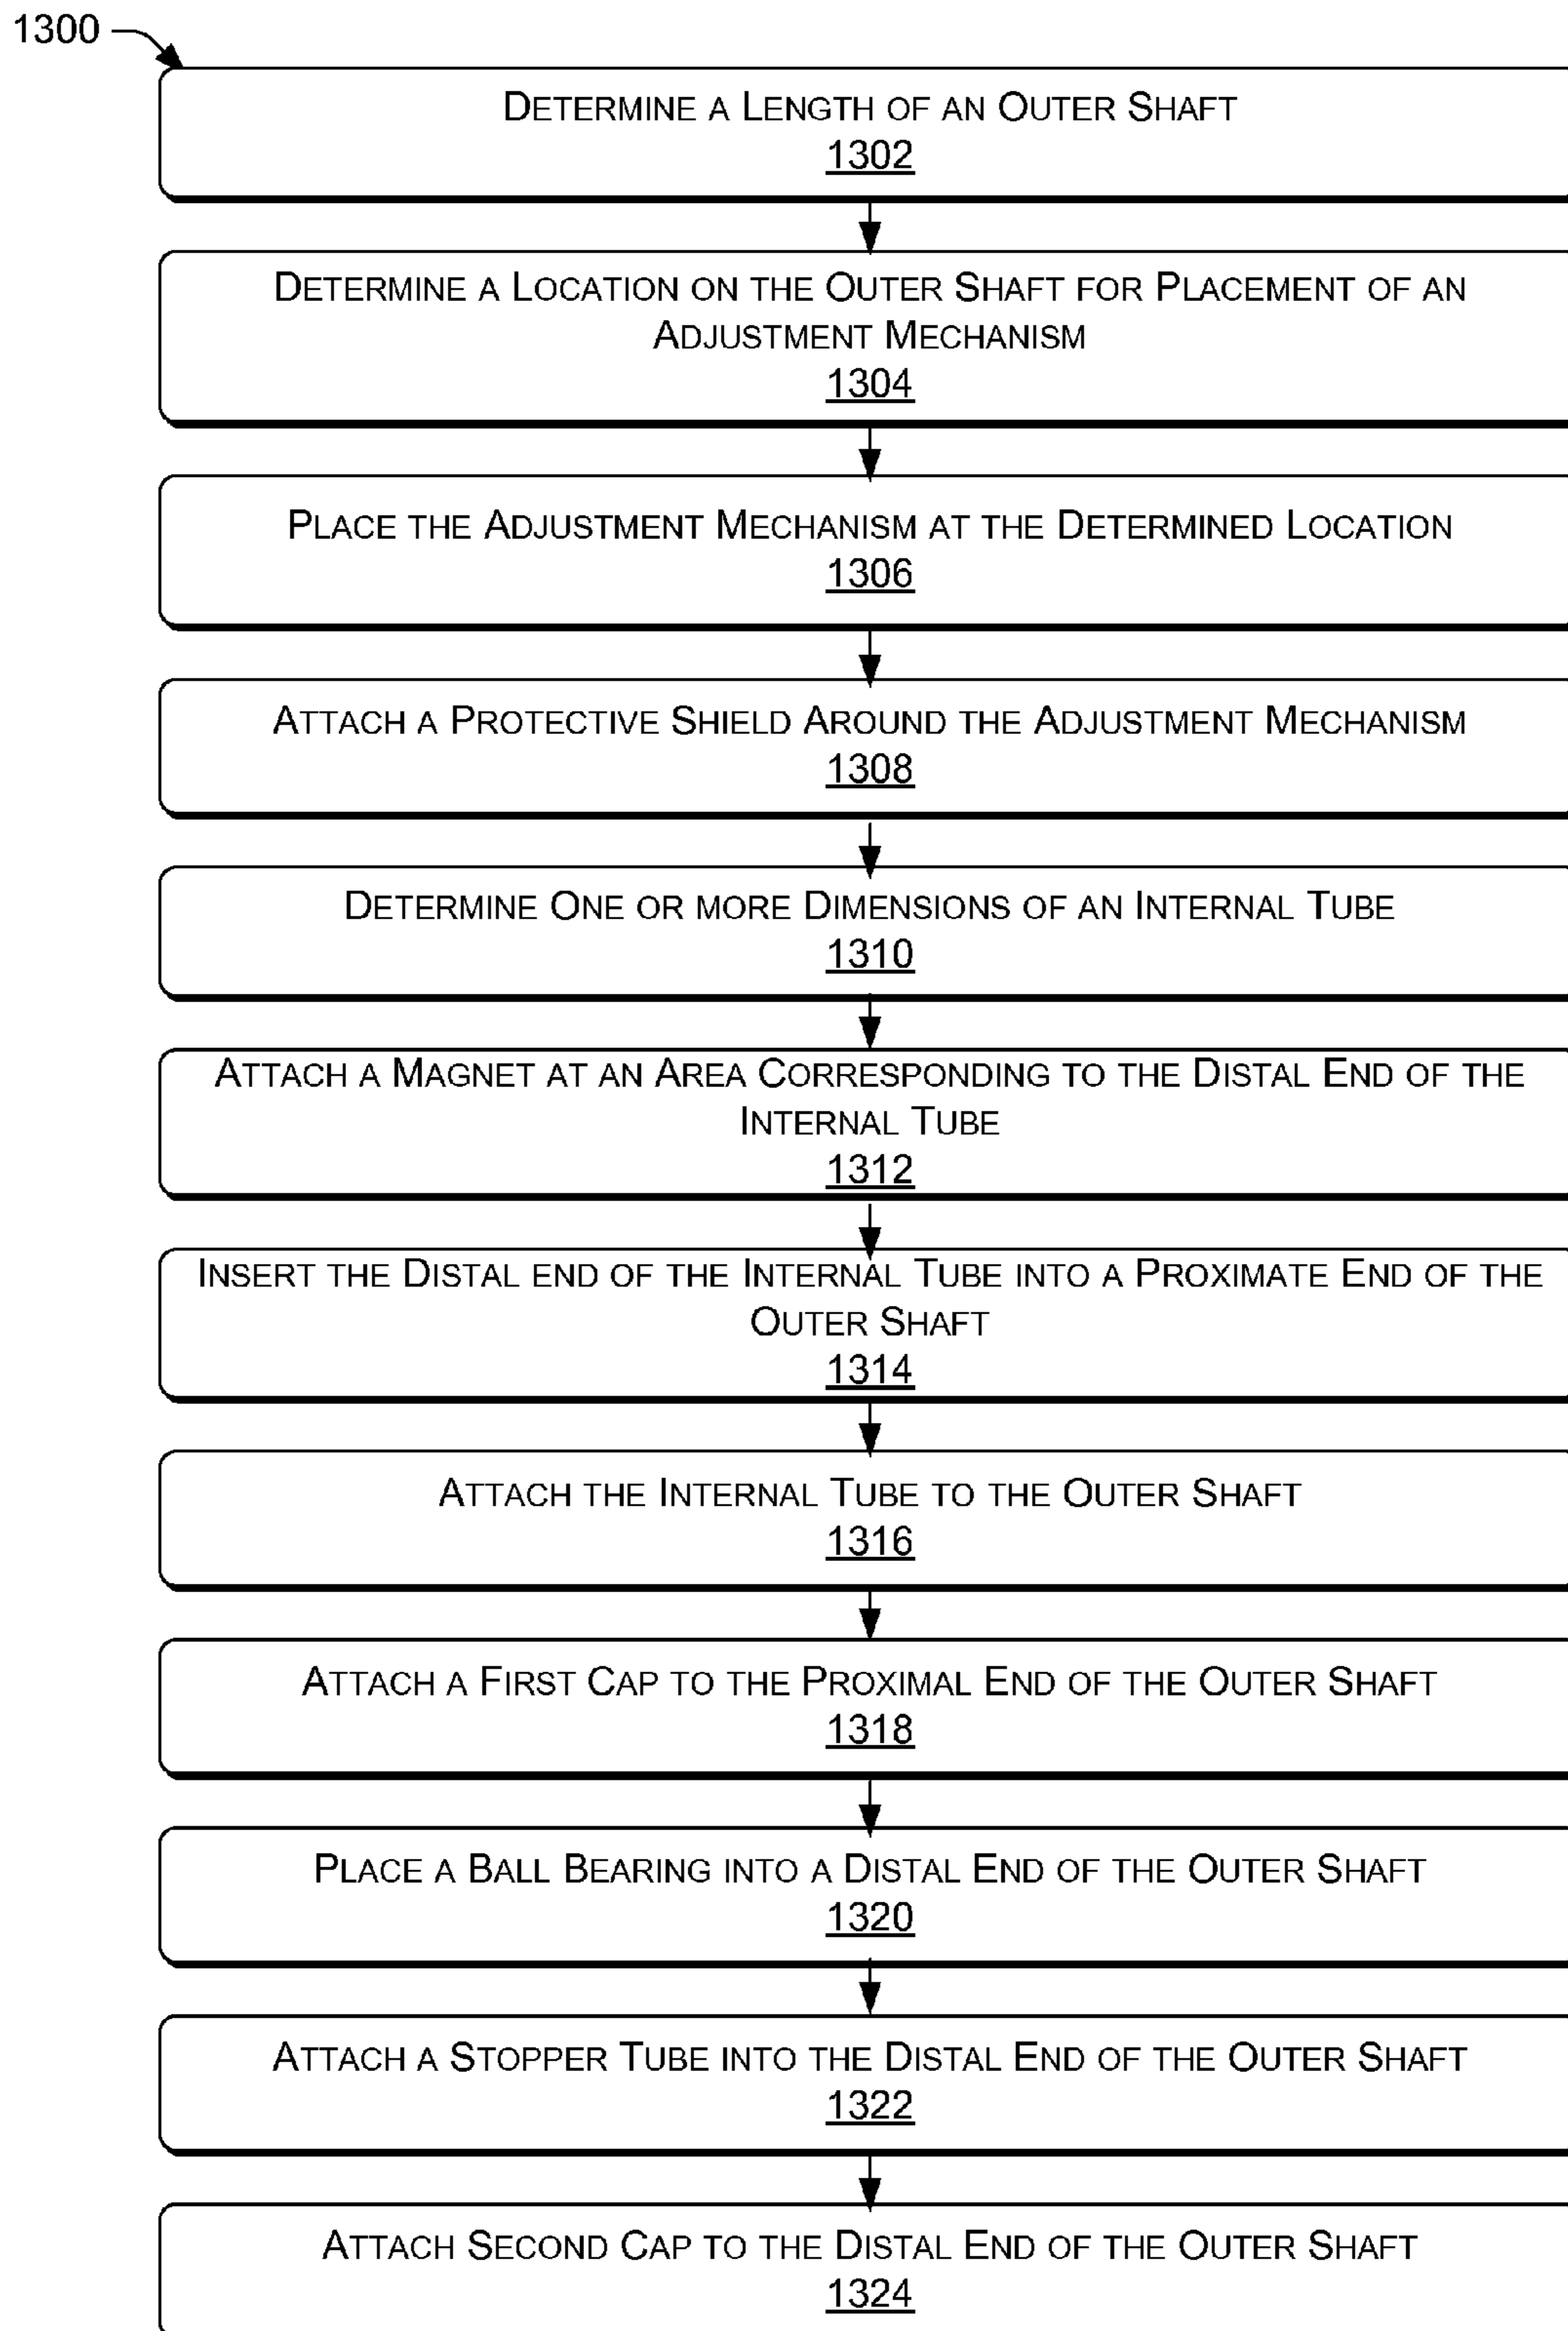 1300
Determine a Length of an Outer Shaft
1302
Determine a Location on the Outer Shaft for Placement of an
Adjustment Mechanism
1304
Place the Adjustment Mechanism at the Determined Location
1306
Attach a Protective Shield Around the Adjustment Mechanism
1308
Determine One or more Dimensions of an Internal Tube
1310
Attach a Magnet at an Area Corresponding to the Distal End of the
Internal Tube
1312
Insert the Distal end of the Internal Tube into a Proximate End of the
Outer Shaft
1314
Attach the Internal Tube to the Outer Shaft
1316
Attach a First Cap to the Proximal End of the Outer Shaft
1318
Place a Ball Bearing into a Distal End of the Outer Shaft
1320
Attach a Stopper Tube into the Distal End of the Outer Shaft
1322
Attach Second Cap to the Distal End of the Outer Shaft
1324